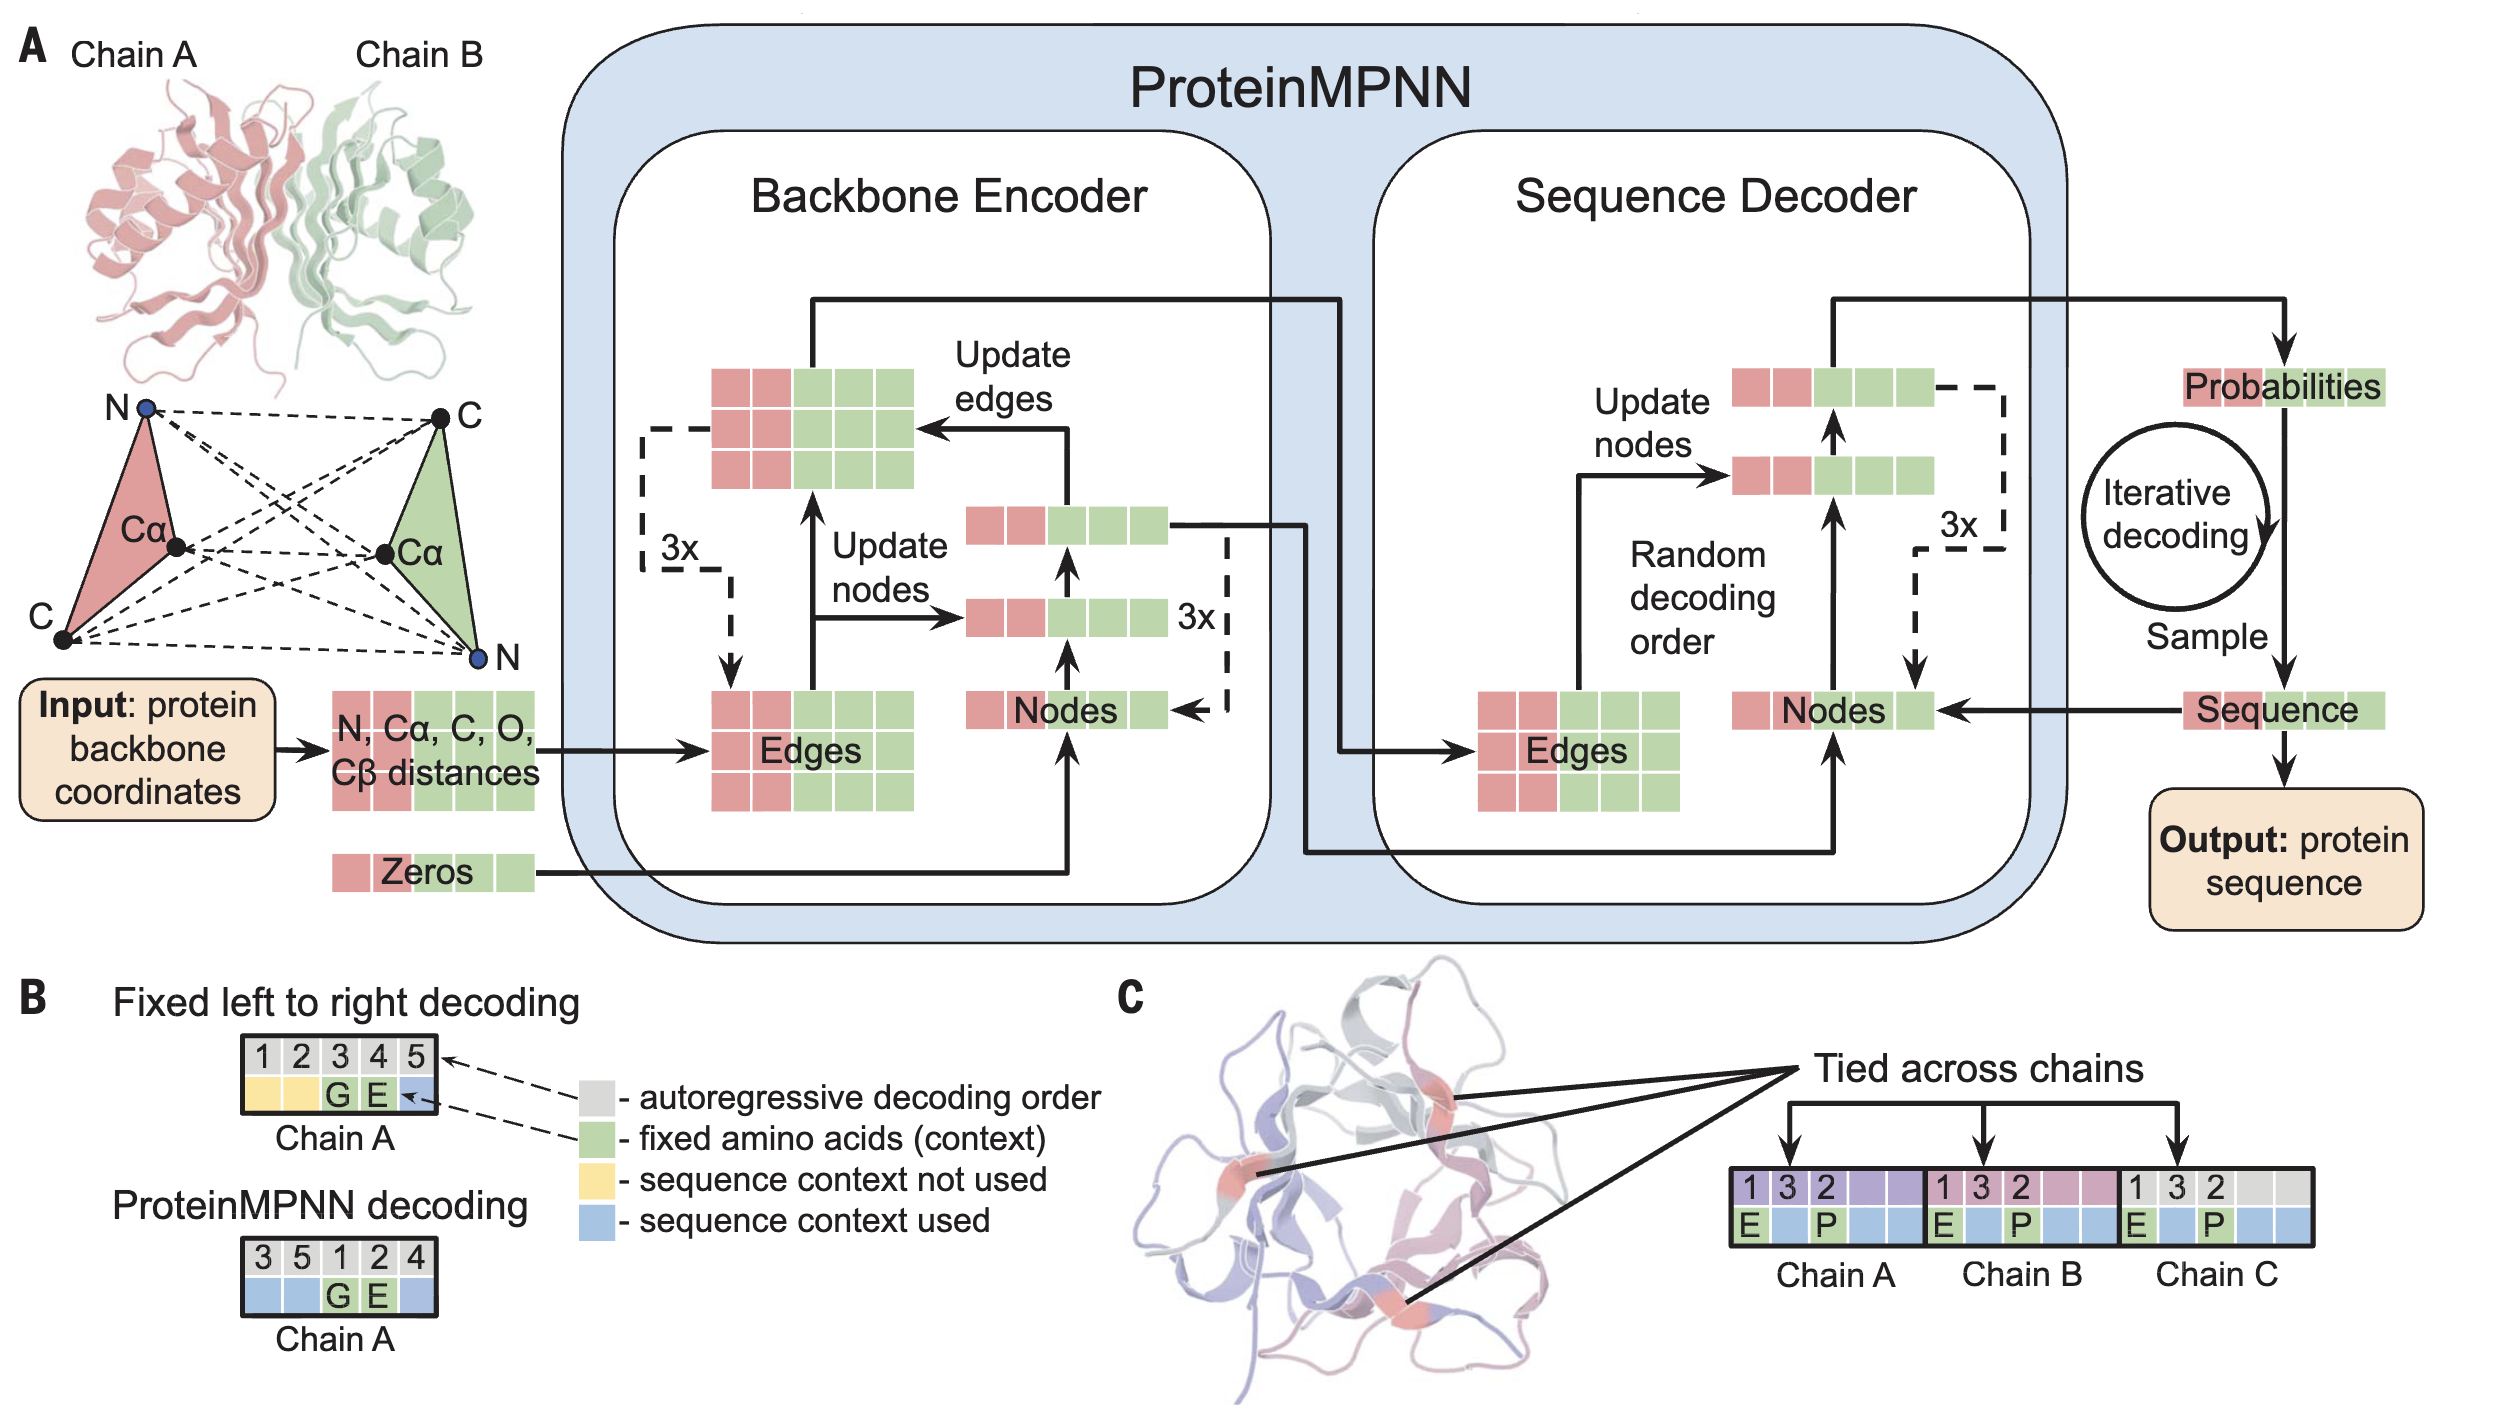 A
Chain A
Chain B
ProteinMPNN
Backbone Encoder
Sequence Decoder
N
C
Cα
Cα
C
N
Input: protein
backbone
coordinates
N, Cα, C, O,
Cβ distances
Zeros
Update
edges
3x
Update
nodes
3x
Edges
Nodes
Update
nodes
Random
decoding
order
3x
Edges
Nodes
Probabilities
Iterative
decoding
Sample
Sequence
Output: protein
sequence
B
Fixed left to right decoding
1 2 3 4 5
G E
Chain A
- autoregressive decoding order
- fixed amino acids (context)
- sequence context not used
- sequence context used
ProteinMPNN decoding
3 5 1 2 4
G E
Chain A
C
Tied across chains
1 3 2 1 3 2 1 3 2
E P E P E P
Chain A
Chain B
Chain C